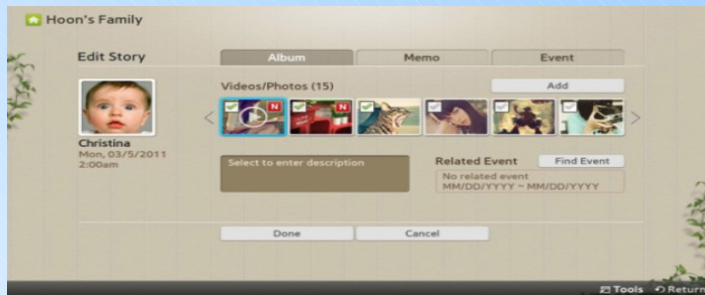 Hoon's Family
Edit Story
Album
Memo
Event
Videos/Photos (15)
Add
N
N
Christina
Mon, 03/5/2011
2:00am
Select to enter description
Related Event
Find Event
No related event
MM/DD/YYYY ~ MM/DD/YYYY
Done
Cancel
Tools
Return